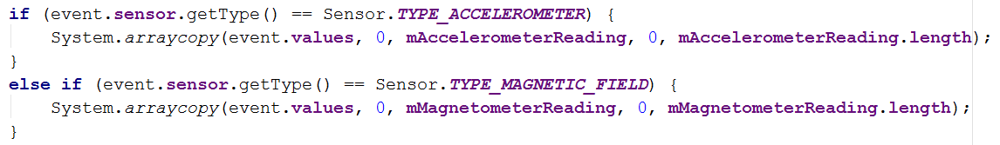 if (event.sensor.getType() == Sensor.TYPE_ACCELEROMETER) {
    System.arraycopy(event.values, 0, mAccelerometerReading, 0, mAccelerometerReading.length);
}
else if (event.sensor.getType() == Sensor.TYPE_MAGNETIC_FIELD) {
    System.arraycopy(event.values, 0, mMagnetometerReading, 0, mMagnetometerReading.length);
}